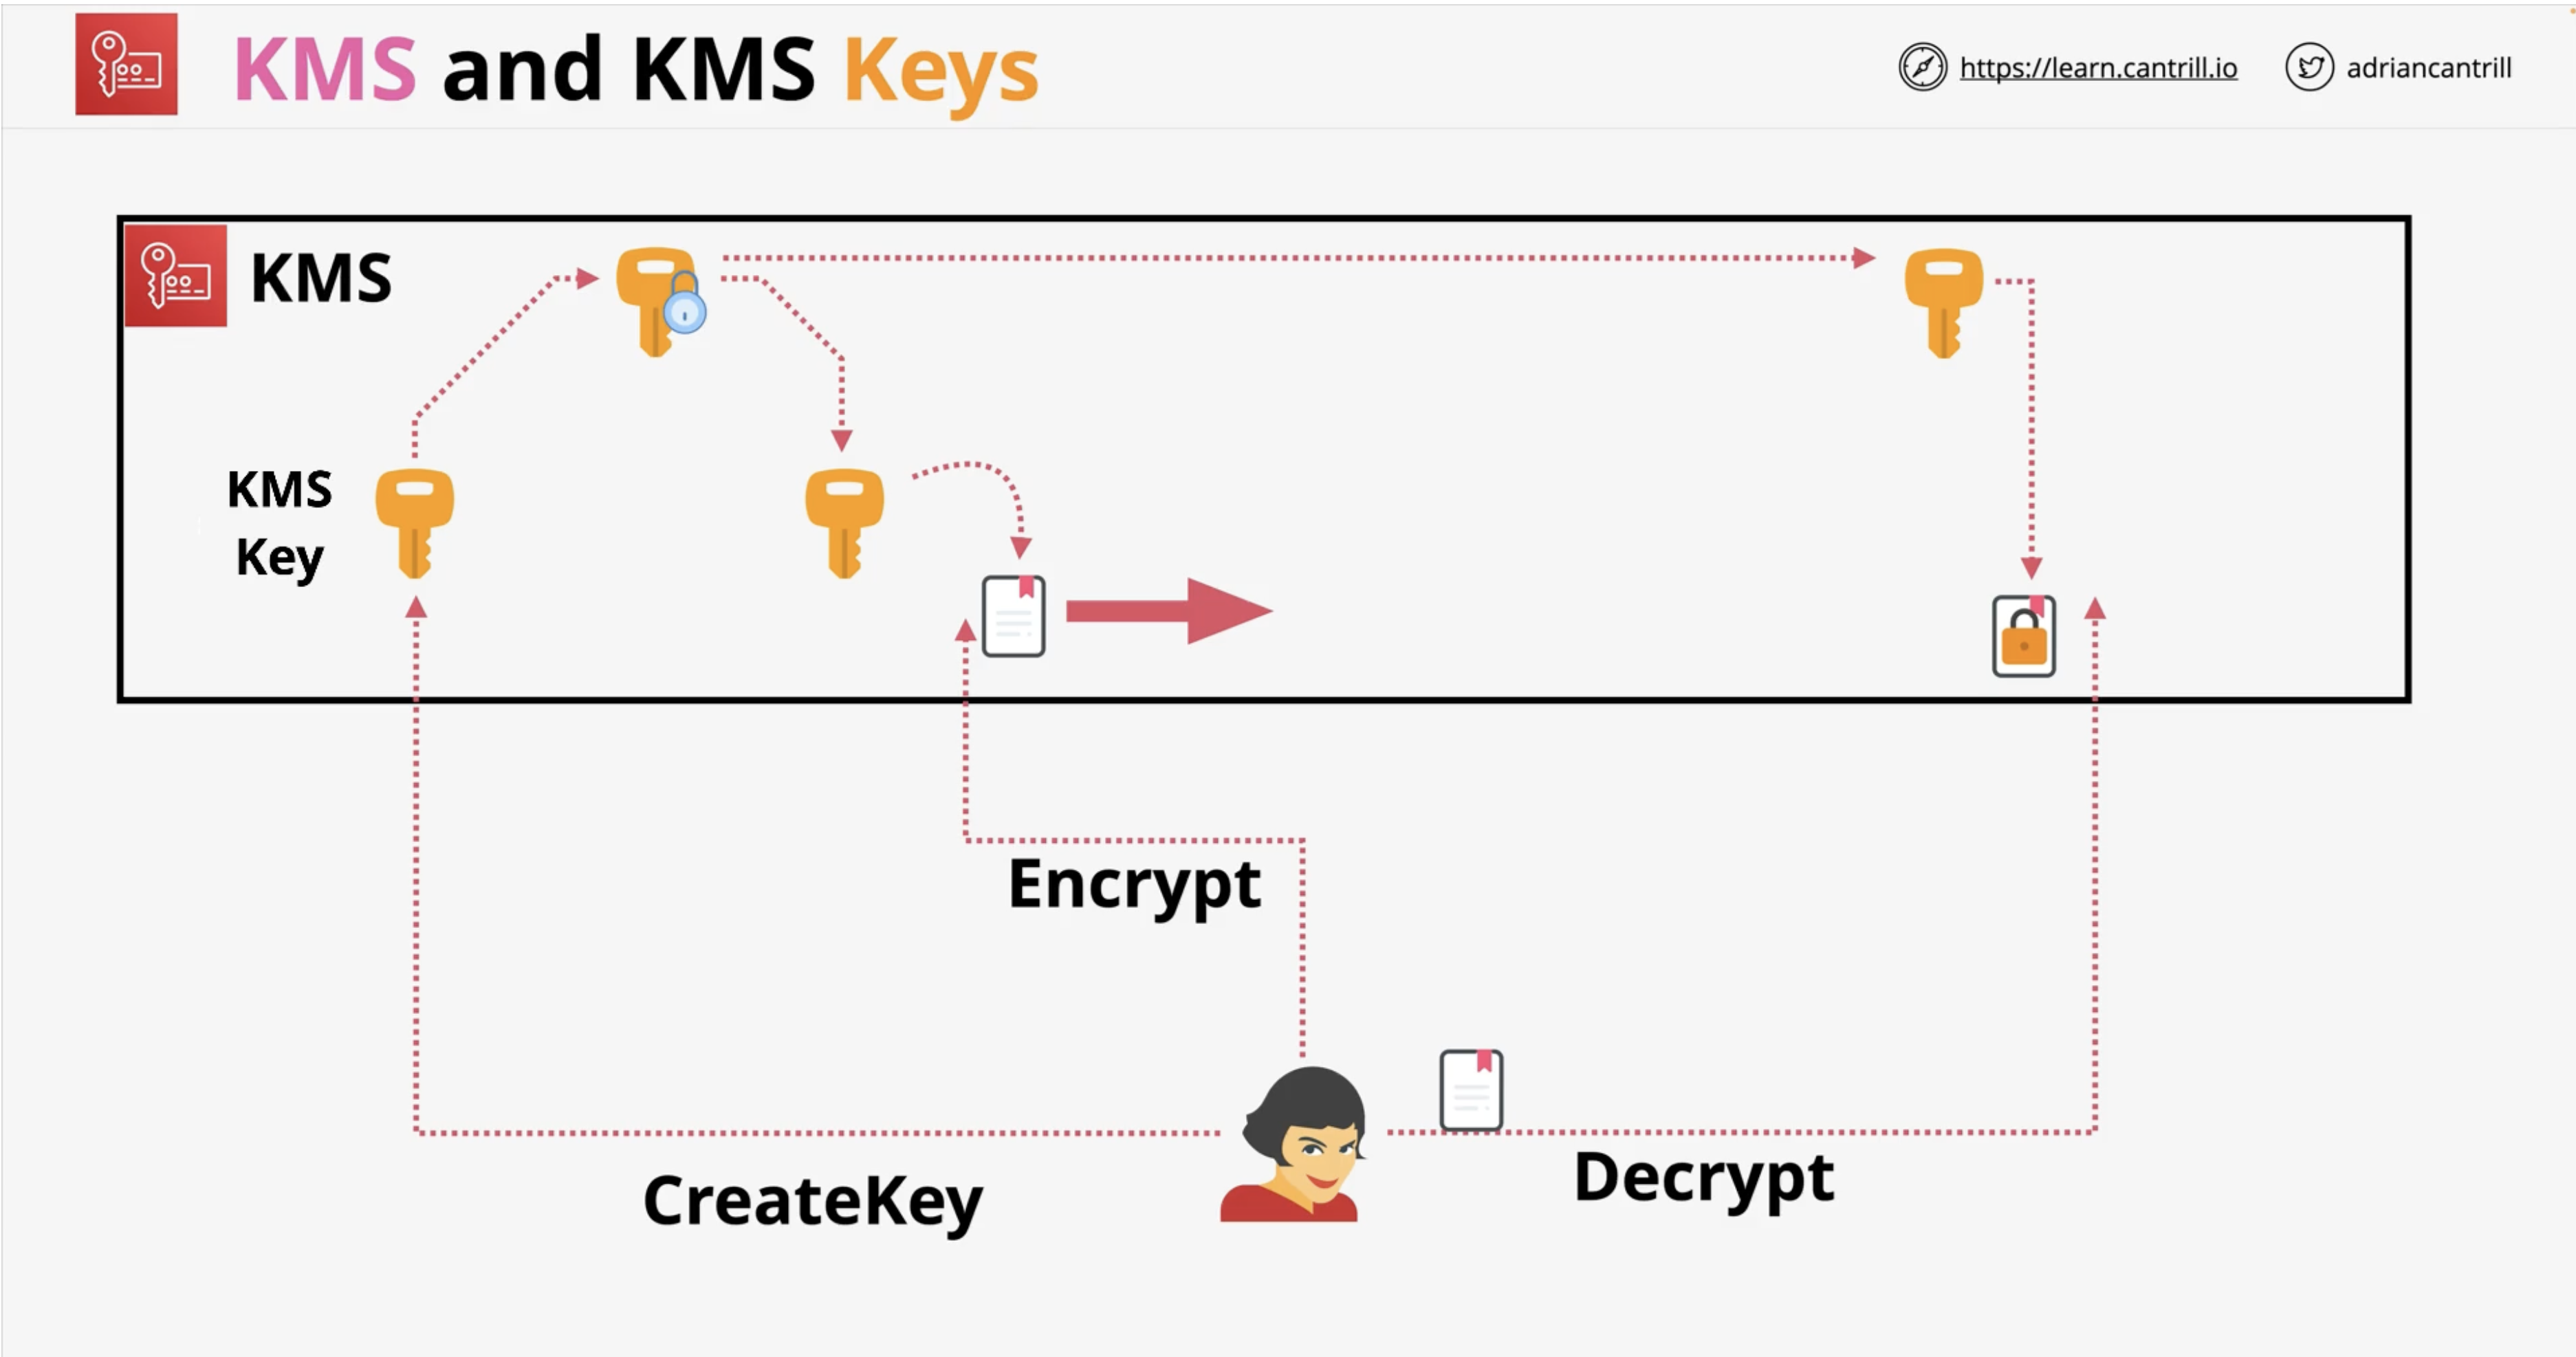 KMS and KMS Keys
https://learn.cantrill.io
adriancantrill
KMS
KMS
Key
Encrypt
CreateKey
Decrypt